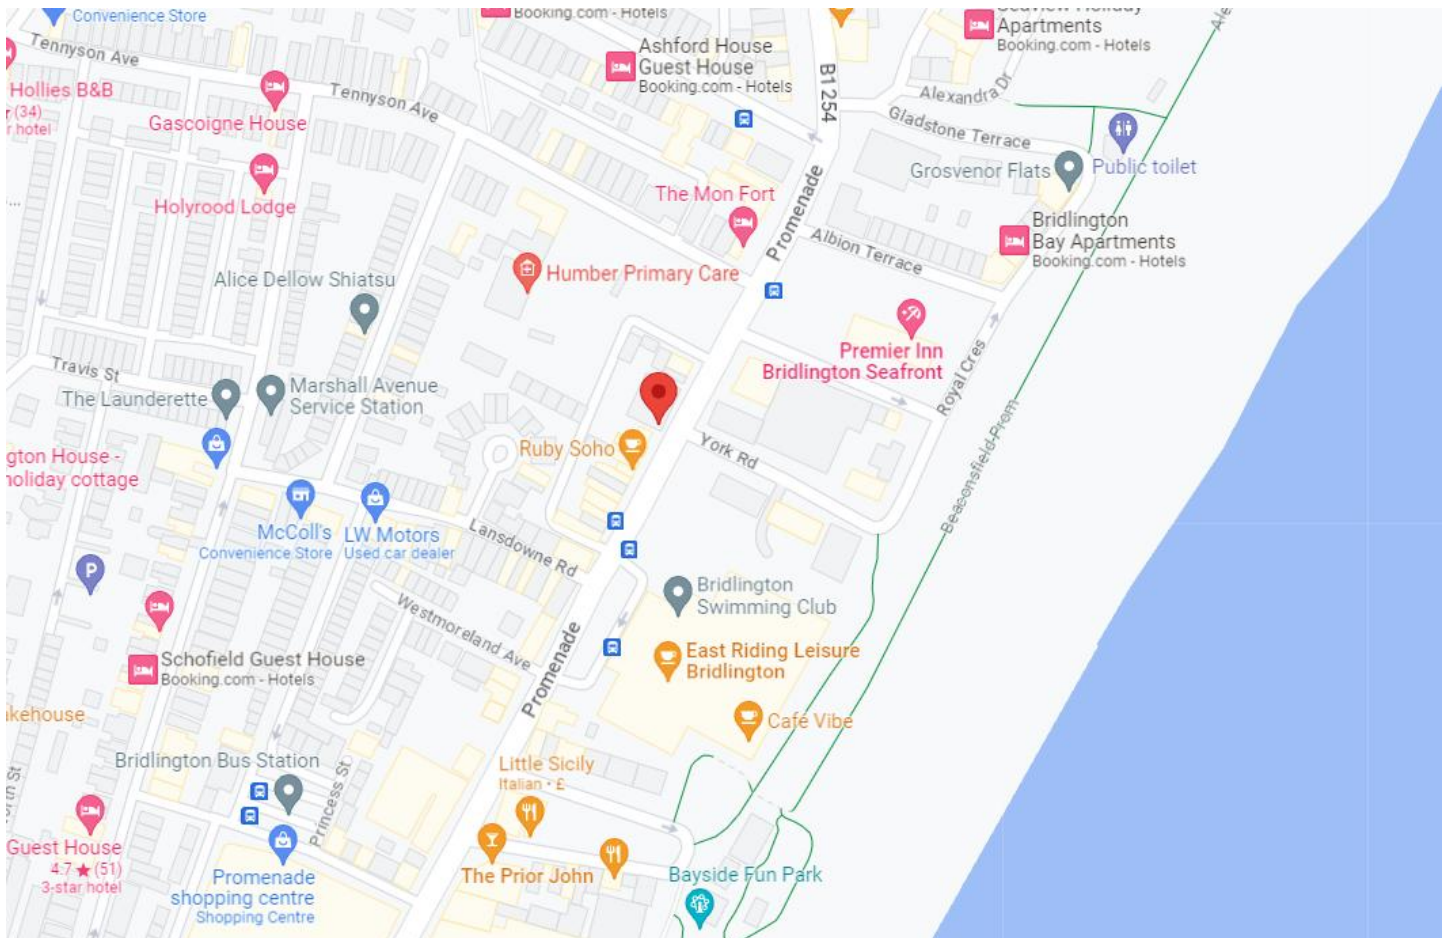 Convenience Store
Booking.com - Hotels
Apartments
Booking.com - Hotels
Tennyson Ave
Ashford House
Guest House
Booking.com - Hotels
B1254
Hollies B&B
(34)
r hotel
Gascoigne House
Tennyson Ave
Alexandra Dr
Gladstone Terrace
Public toilet
Grosvenor Flats
Holyrood Lodge
...
The Mon Fort
Promenade
Albion Terrace
Bridlington
Bay Apartments
Booking.com - Hotels
Alice Dellow Shiatsu
Humber Primary Care
Premier Inn
Bridlington Seafront
Royal Cres
Travis St
The Launderette
Marshall Avenue
Service Station
Beaconsfield Prom
gton House -
holiday cottage
Ruby Soho
York Rd
McColl's
Convenience Store
LW Motors
Used car dealer
Lansdowne Rd
P
Westmoreland Ave
Bridlington
Swimming Club
Schofield Guest House
Booking.com - Hotels
Promenade
East Riding Leisure
Bridlington
Café Vibe
akehouse
Bridlington Bus Station
Princess St
orth St
Little Sicily
Italian · £
Guest House
4.7 ★ (51)
3-star hotel
Promenade
shopping centre
Shopping Centre
The Prior John
Bayside Fun Park